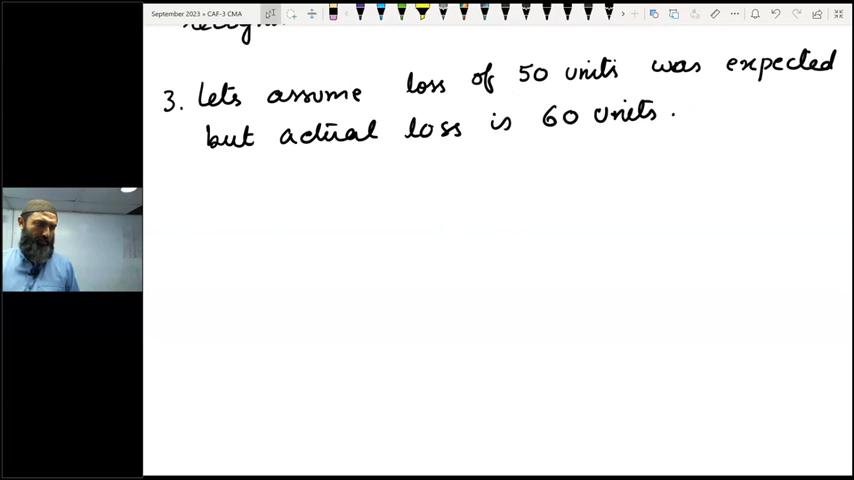 September 2023 » CAF-3 CMA
3. Lets assume loss of 50 units was expected
but actual loss is 60 units.